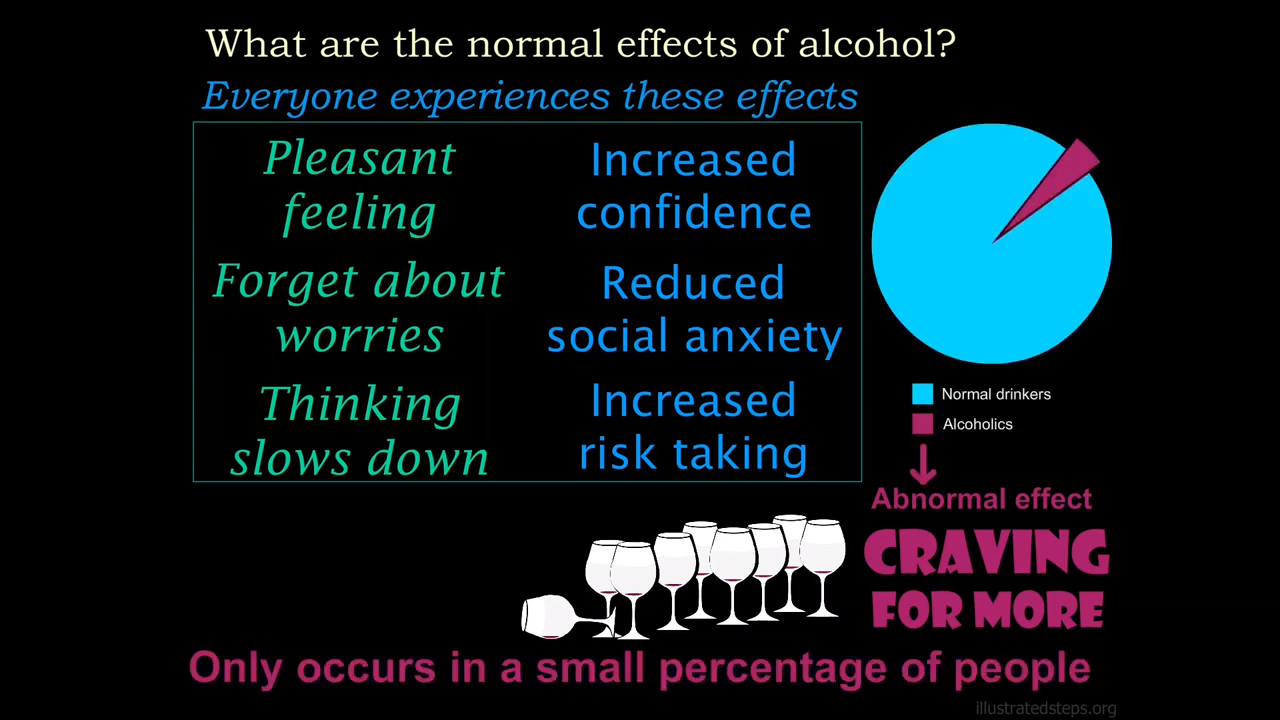 What are the normal effects of alcohol?
Everyone experiences these effects
Pleasant
feeling
Increased
confidence
Forget about
worries
Reduced
social anxiety
Thinking
slows down
Increased
risk taking
Normal drinkers
Alcoholics
Abnormal effect
CRAVING
FOR MORE
Only occurs in a small percentage of people
illustratedsteps.org